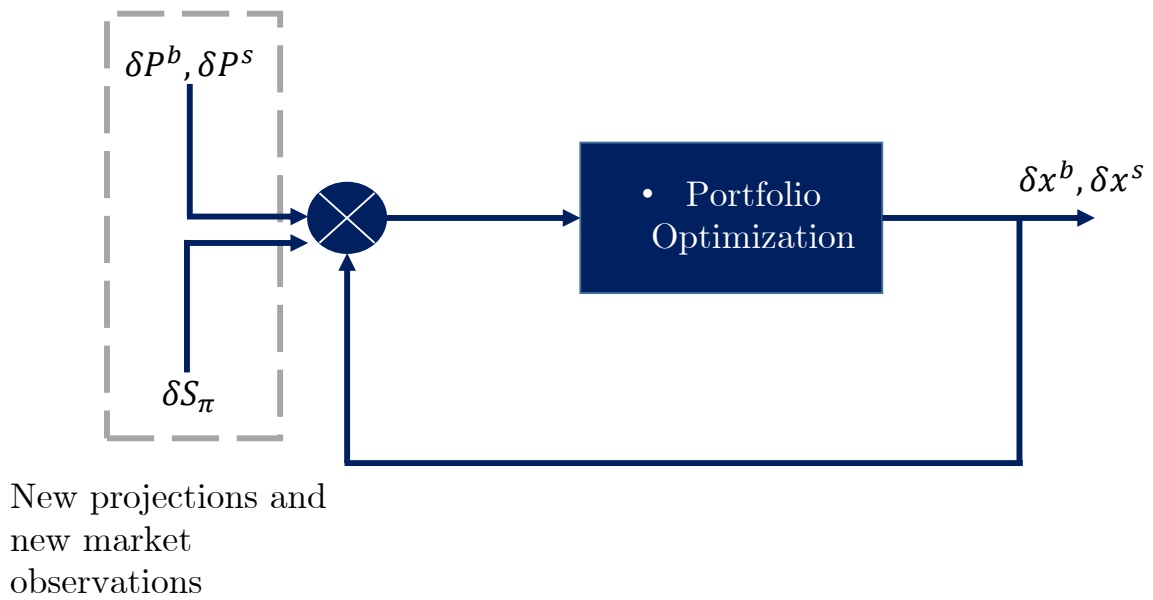 δP^b, δP^s
• Portfolio
Optimization
δx^b, δx^s
δS_π
New projections and
new market
observations